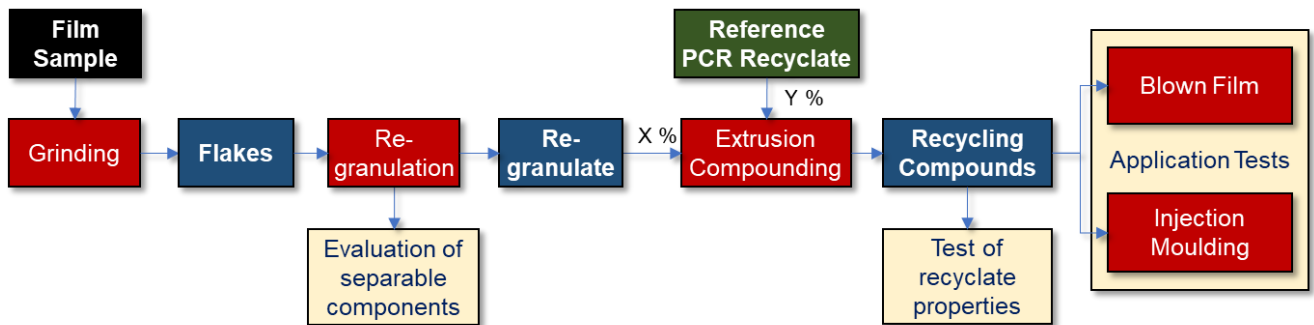 Film
Sample
Reference
PCR Recyclate
Blown Film
X %
Y %
Grinding
Flakes
Re-
granulation
Re-
granulate
Extrusion
Compounding
Recycling
Compounds
Application Tests
Evaluation of
separable
components
Test of
recyclate
properties
Injection
Moulding